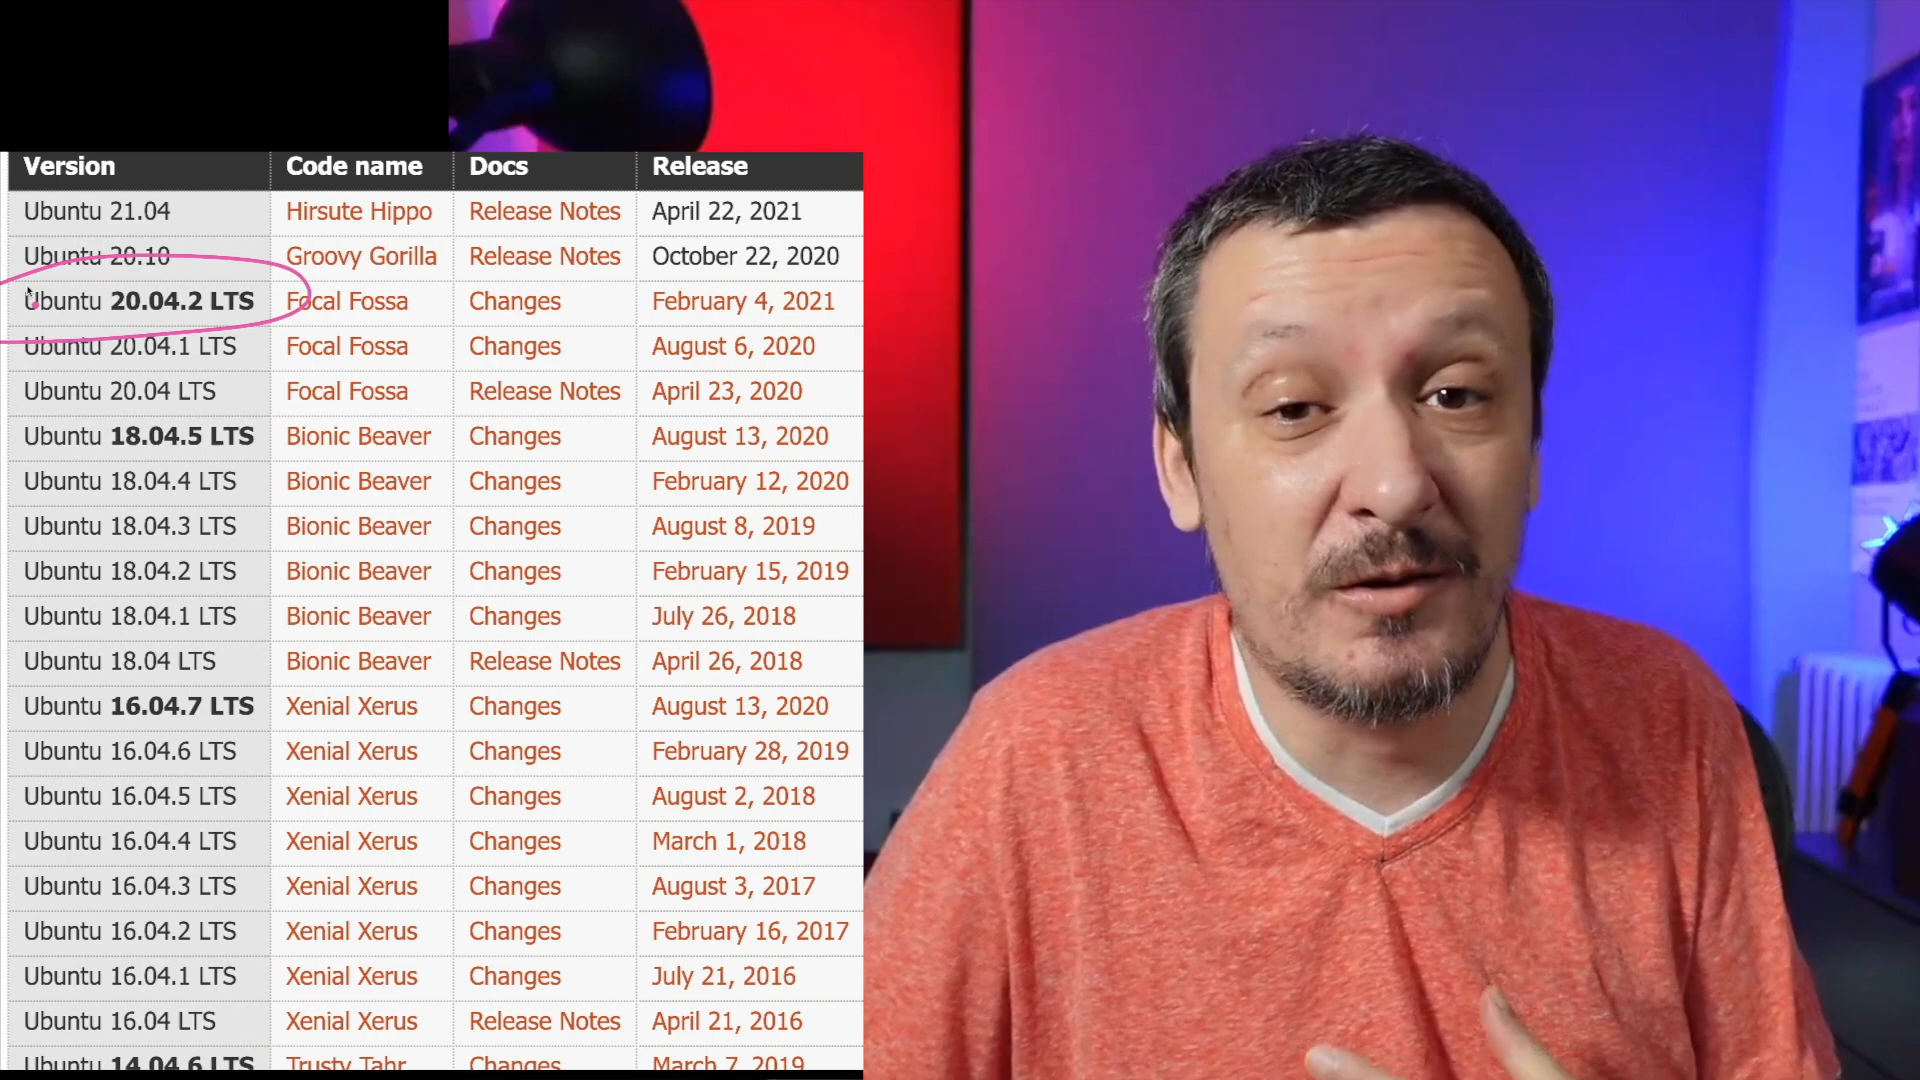 Version Code name Docs Release
Ubuntu 21.04 Hirsute Hippo Release Notes April 22, 2021
Ubuntu 20.10 Groovy Gorilla Release Notes October 22, 2020
Ubuntu 20.04.2 LTS Focal Fossa Changes February 4, 2021
Ubuntu 20.04.1 LTS Focal Fossa Changes August 6, 2020
Ubuntu 20.04 LTS Focal Fossa Release Notes April 23, 2020
Ubuntu 18.04.5 LTS Bionic Beaver Changes August 13, 2020
Ubuntu 18.04.4 LTS Bionic Beaver Changes February 12, 2020
Ubuntu 18.04.3 LTS Bionic Beaver Changes August 8, 2019
Ubuntu 18.04.2 LTS Bionic Beaver Changes February 15, 2019
Ubuntu 18.04.1 LTS Bionic Beaver Changes July 26, 2018
Ubuntu 18.04 LTS Bionic Beaver Release Notes April 26, 2018
Ubuntu 16.04.7 LTS Xenial Xerus Changes August 13, 2020
Ubuntu 16.04.6 LTS Xenial Xerus Changes February 28, 2019
Ubuntu 16.04.5 LTS Xenial Xerus Changes August 2, 2018
Ubuntu 16.04.4 LTS Xenial Xerus Changes March 1, 2018
Ubuntu 16.04.3 LTS Xenial Xerus Changes August 3, 2017
Ubuntu 16.04.2 LTS Xenial Xerus Changes February 16, 2017
Ubuntu 16.04.1 LTS Xenial Xerus Changes July 21, 2016
Ubuntu 16.04 LTS Xenial Xerus Release Notes April 21, 2016
Ubuntu 14.04.6 LTS Trusty Tahr Changes March 7, 2019